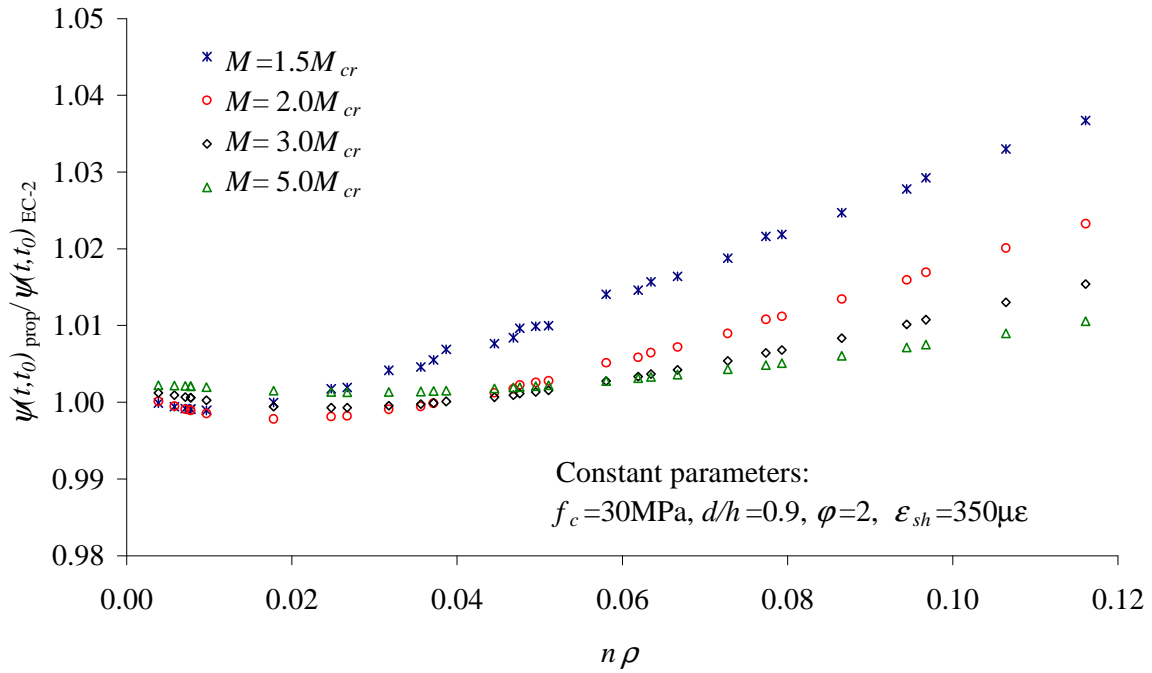 1.05
1.04
1.03
1.02
1.01
1.00
0.99
0.98
ψ(t,t0) prop/ ψ(t,t0) EC-2
M=1.5M cr
M= 2.0M cr
M= 3.0M cr
M= 5.0M cr
Constant parameters:
f c =30MPa, d/h =0.9, φ=2, ε sh =350με
0.00 0.02 0.04 0.06 0.08 0.10 0.12
n ρ